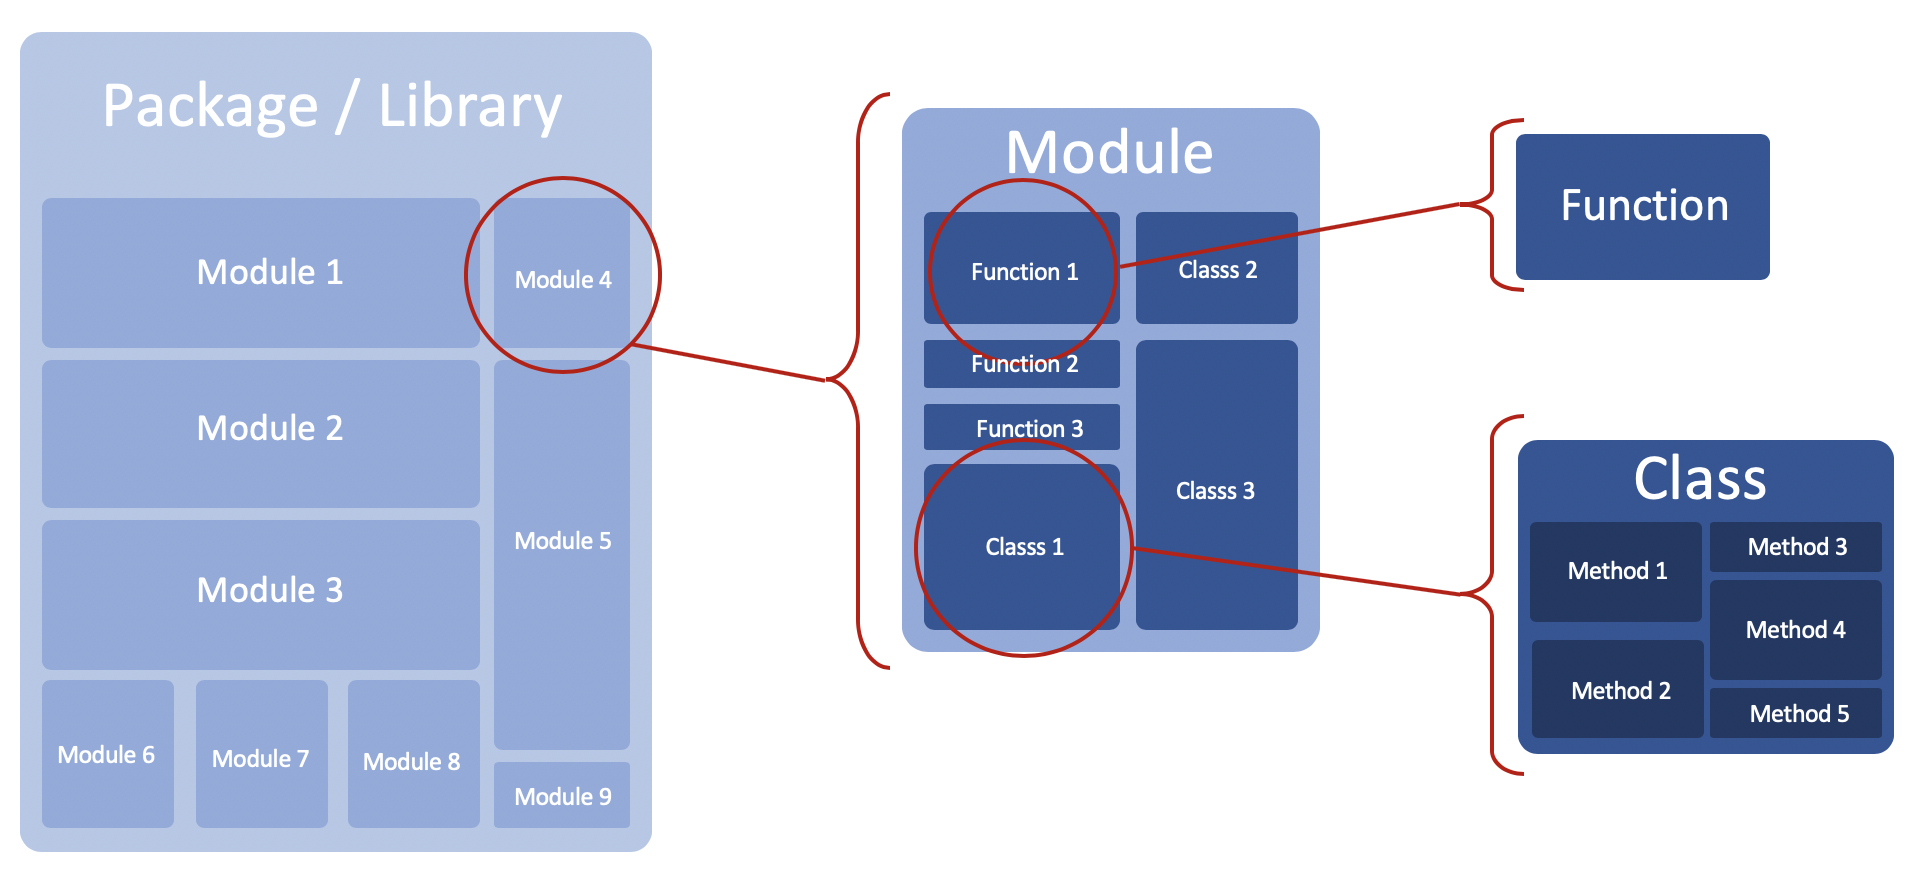 Package / Library
Module 1
Module 2
Module 3
Module 4
Module 5
Module 6
Module 7
Module 8
Module 9
Module
Function 1
Function 2
Function 3
Classs 1
Classs 2
Classs 3
Function
Class
Method 1
Method 2
Method 3
Method 4
Method 5